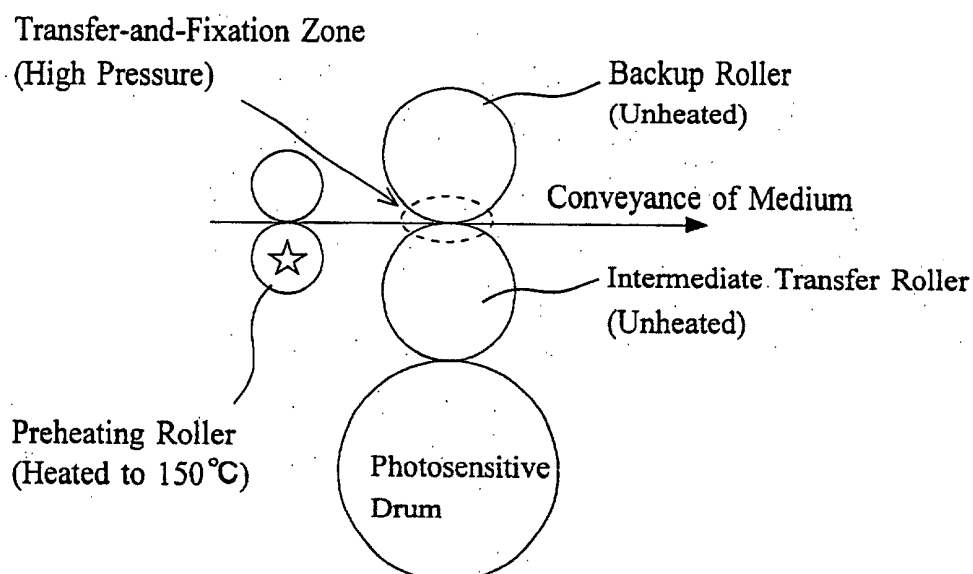 Transfer-and-Fixation Zone
(High Pressure)
Backup Roller
(Unheated)
Conveyance of Medium
Intermediate Transfer Roller
(Unheated)
Preheating Roller
(Heated to 150℃)
Photosensitive
Drum